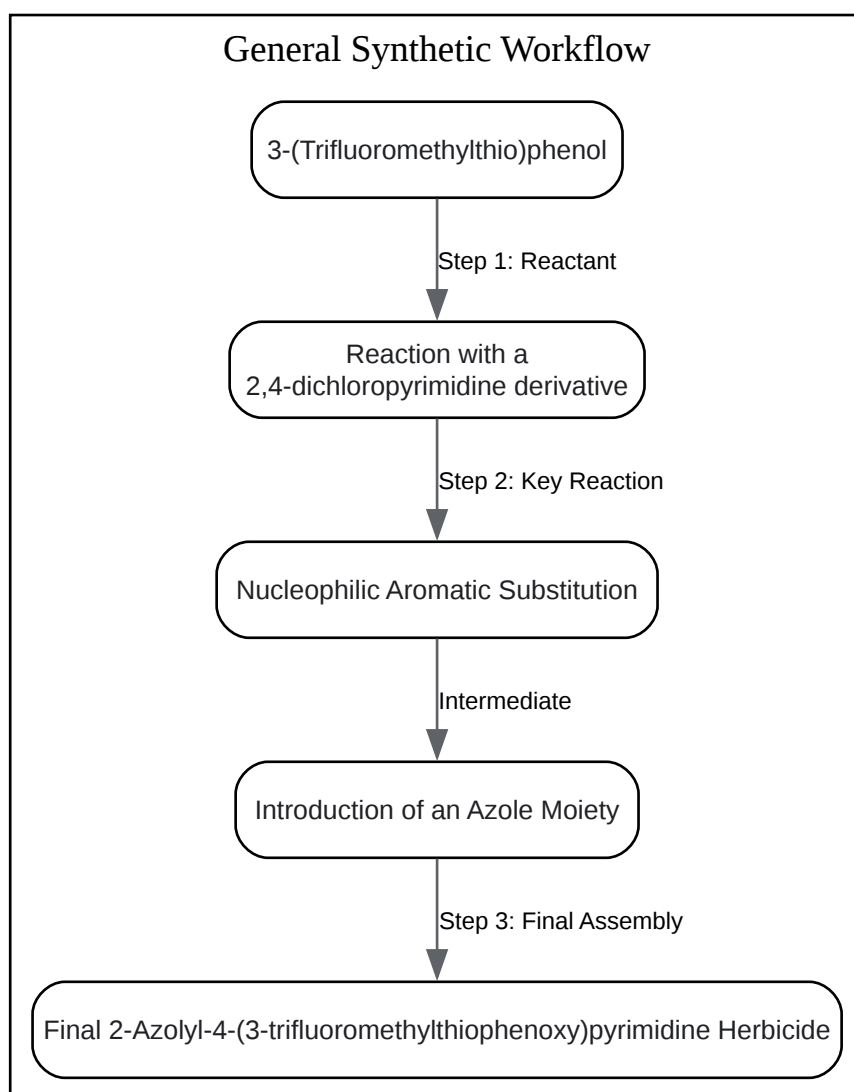 General Synthetic Workflow
3-(Trifluoromethylthio)phenol
Step 1: Reactant
Reaction with a
2,4-dichloropyrimidine derivative
Step 2: Key Reaction
Nucleophilic Aromatic Substitution
Intermediate
Introduction of an Azole Moiety
Step 3: Final Assembly
Final 2-Azolyl-4-(3-trifluoromethylthiophenoxy)pyrimidine Herbicide